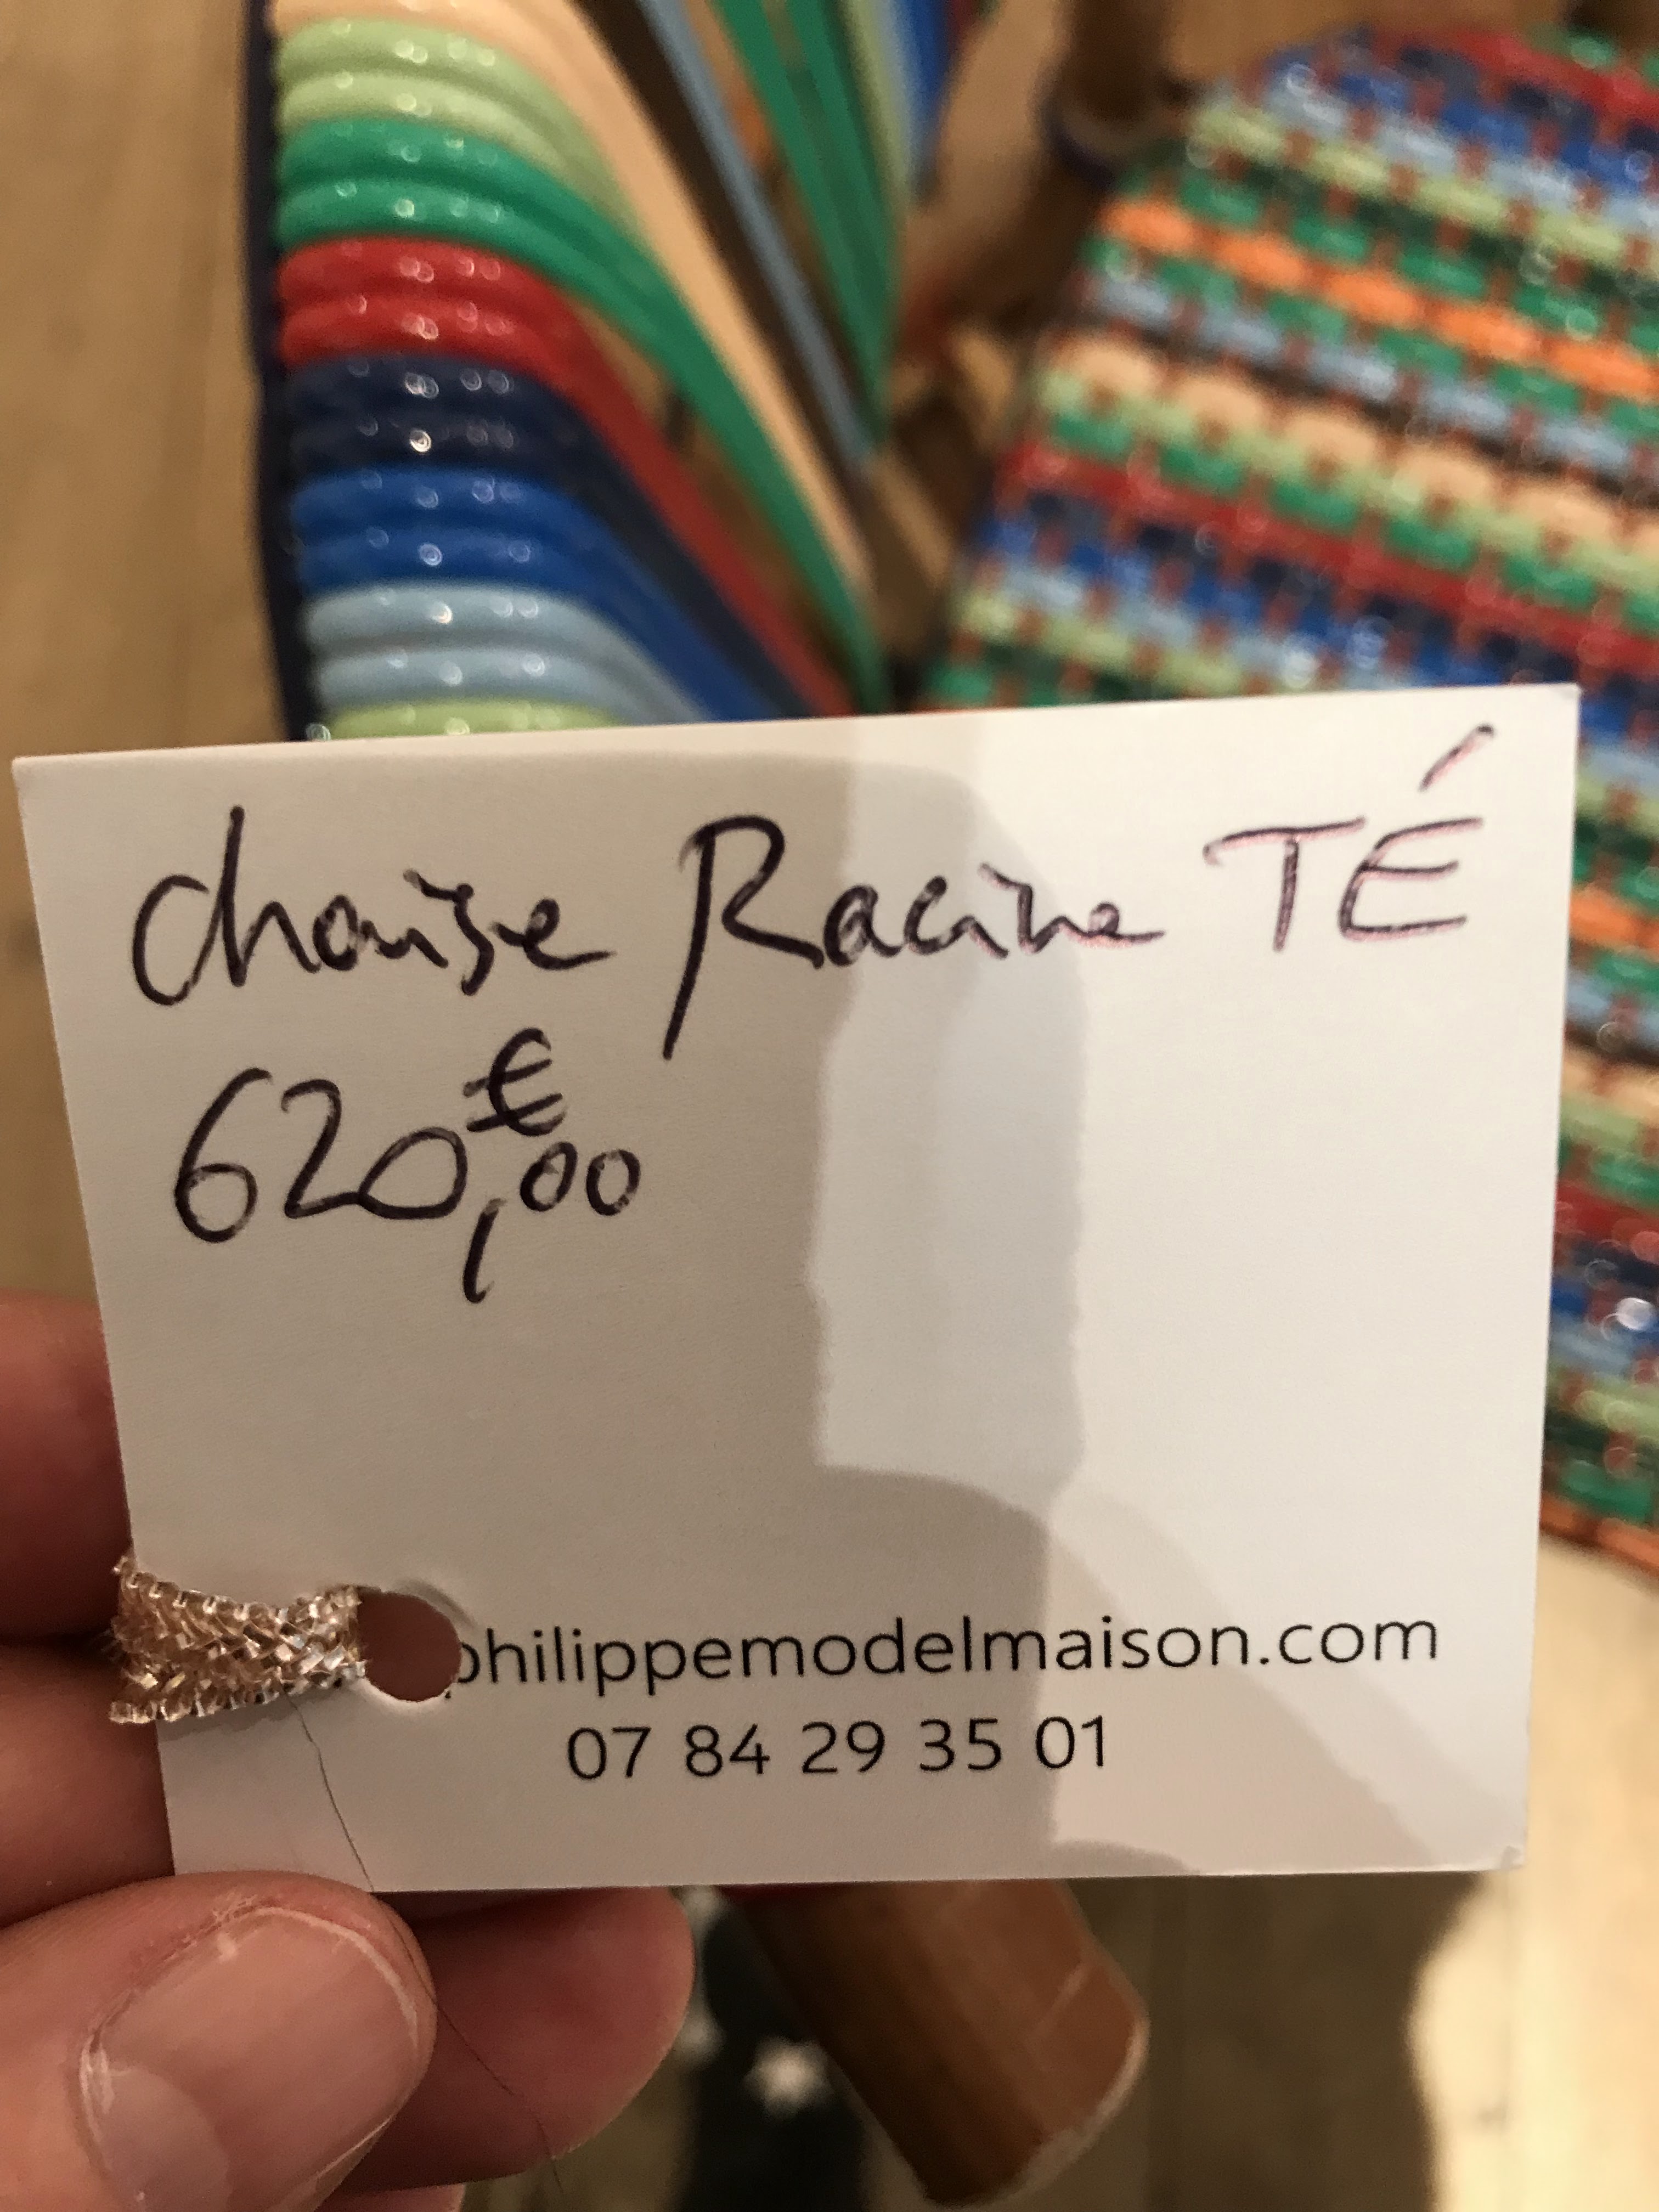 chaise Racine TÉ
620,00 €
philippemodelmaison.com
07 84 29 35 01